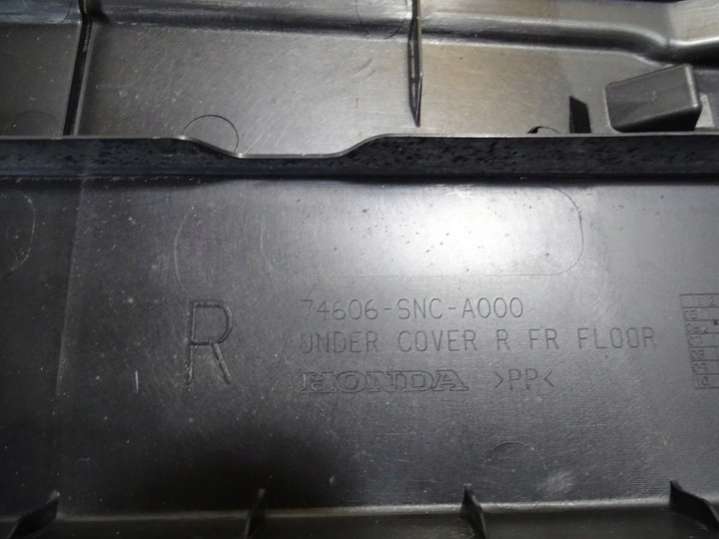 R
74606-SNC-A000
UNDER COVER R FR FLOOR
HONDA >PP<